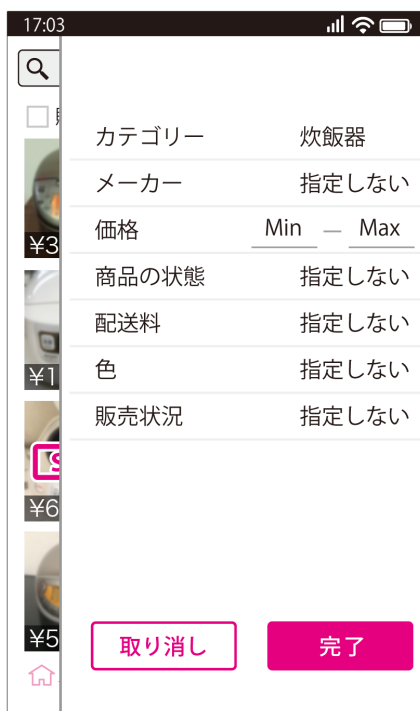 17:03
カテゴリー 炊飯器
メーカー 指定しない
価格 Min – Max
商品の状態 指定しない
配送料 指定しない
色 指定しない
販売状況 指定しない
¥3
¥1
S
¥6
¥5
取り消し 完了